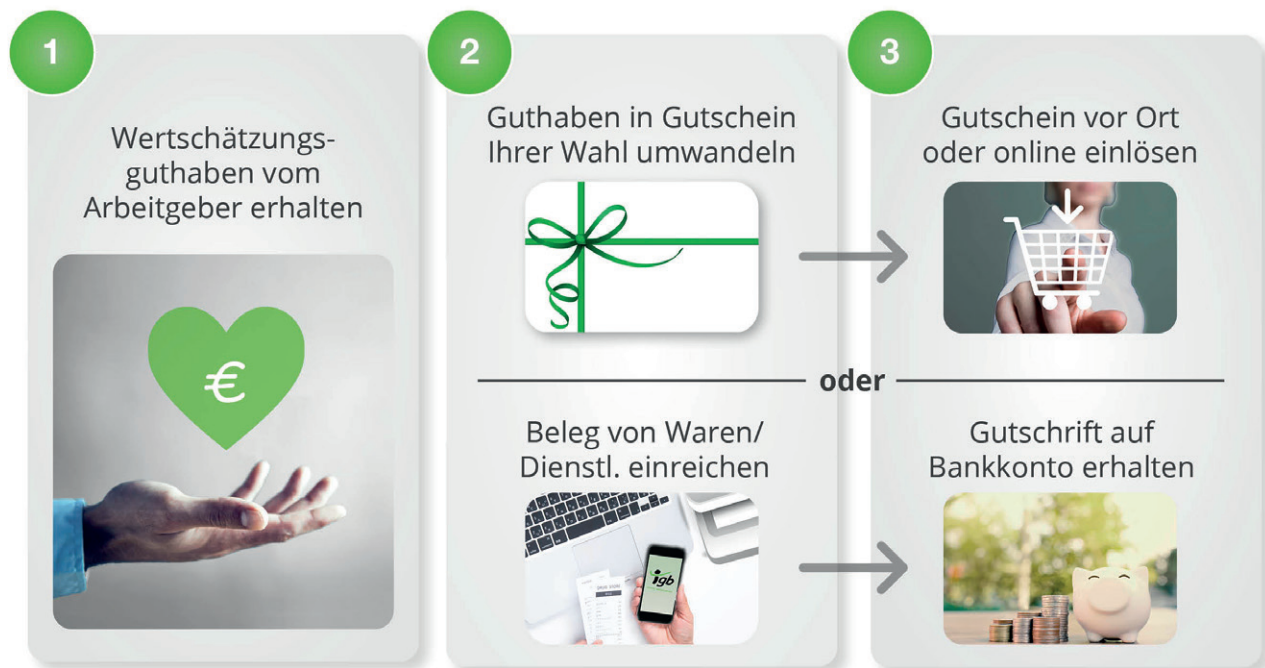 1
Wertschätzungs-
guthaben vom
Arbeitgeber erhalten
€
2
Guthaben in Gutschein
Ihrer Wahl umwandeln
3
Gutschein vor Ort
oder online einlösen
oder
Beleg von Waren/
Dienstl. einreichen
igb
Gutschrift auf
Bankkonto erhalten